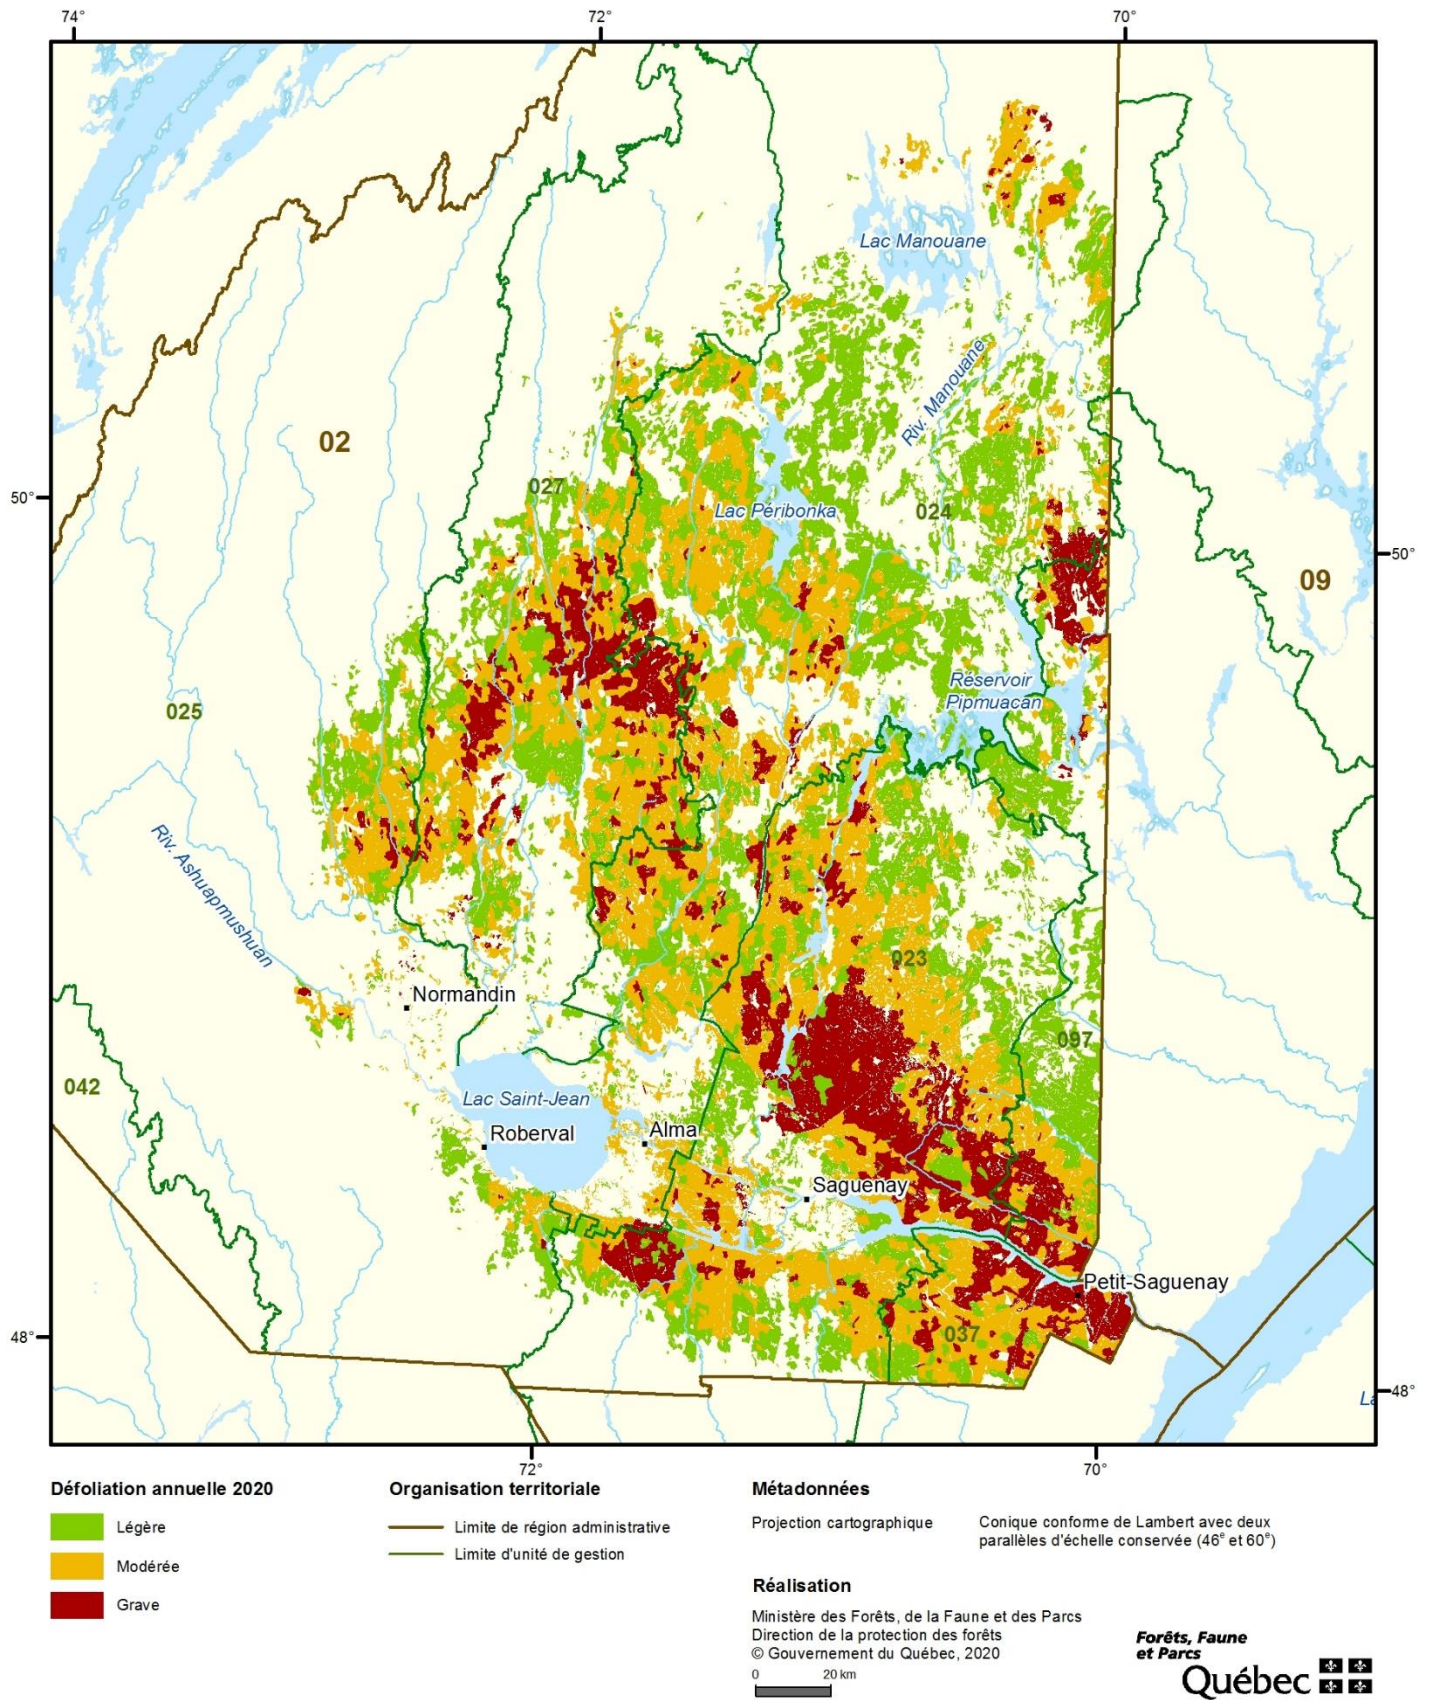 74°
72°
70°
Lac Manouane
Riv. Manouane
02
027
50°
Lac Péribonka
024
50°
09
Réservoir
Pipmuacan
025
Riv. Ashuapmushuan
023
Normandin
097
042
Lac Saint-Jean
Alma
Roberval
Saguenay
Petit-Saguenay
037
48°
48°
La
72°
70°
Défoliation annuelle 2020
Légère
Modérée
Grave
Organisation territoriale
Limite de région administrative
Limite d'unité de gestion
Métadonnées
Projection cartographique
Conique conforme de Lambert avec deux
parallèles d'échelle conservée (46e et 60e)
Réalisation
Ministère des Forêts, de la Faune et des Parcs
Direction de la protection des forêts
© Gouvernement du Québec, 2020
0 20 km
Forêts, Faune
et Parcs
Québec